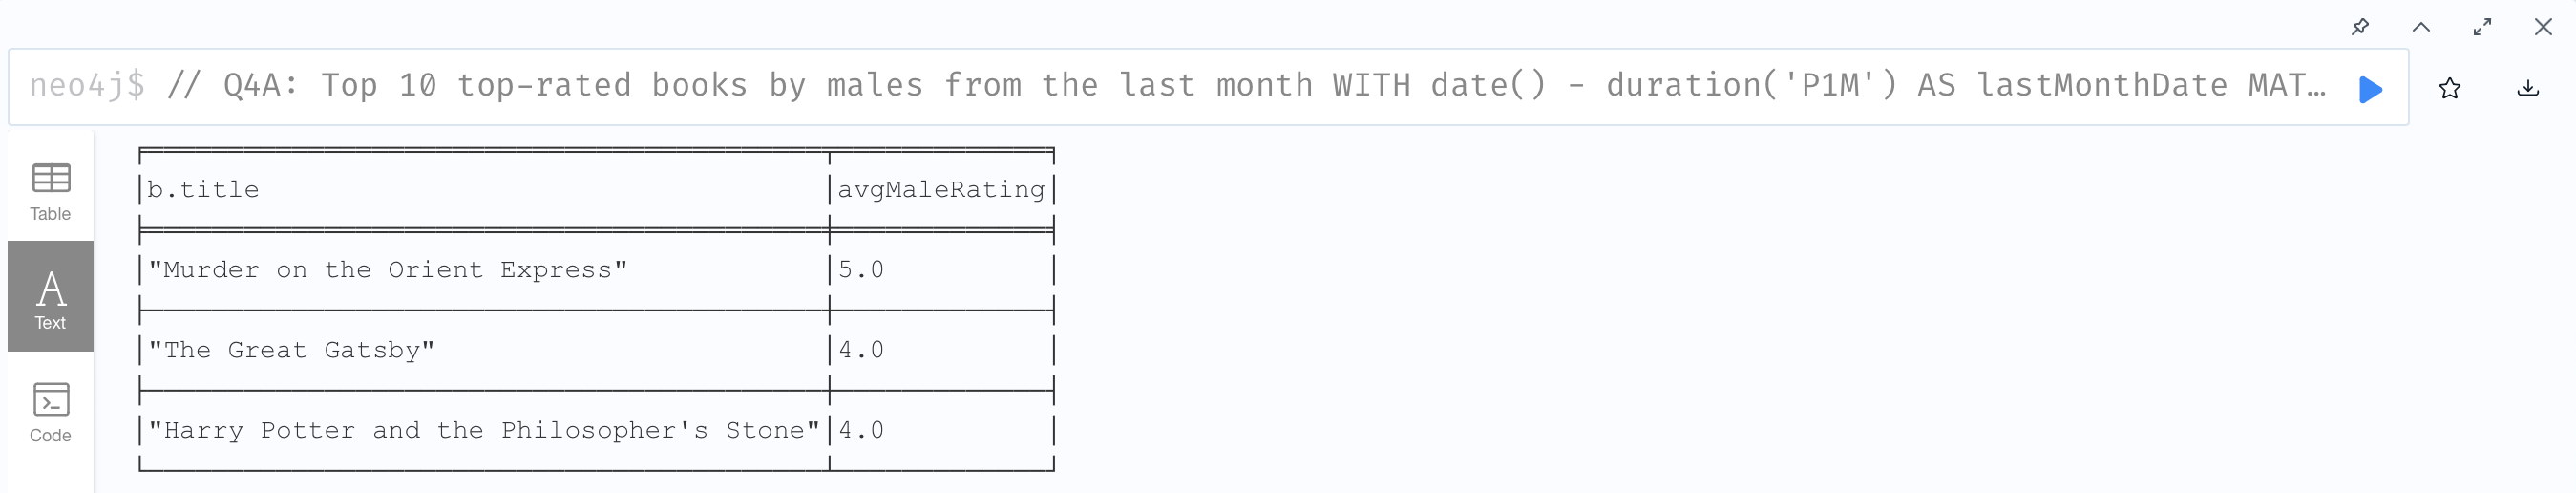 neo4j$ // Q4A: Top 10 top-rated books by males from the last month WITH date() - duration('P1M') AS lastMonthDate MAT…
Table
Text
Code
b.title avgMaleRating
"Murder on the Orient Express" 5.0
"The Great Gatsby" 4.0
"Harry Potter and the Philosopher's Stone" 4.0